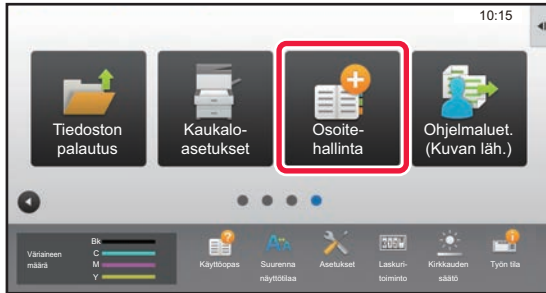 10:15
Tiedoston
palautus
Kaukalo-
asetukset
Osoite-
hallinta
Ohjelmaluet.
(Kuvan läh.)
Väriaineen
määrä
Bk
C
M
Y
Käyttöopas
Suurenna
näyttötilaa
Asetukset
Laskuri-
toiminto
Kirkkauden
säätö
Työn tila